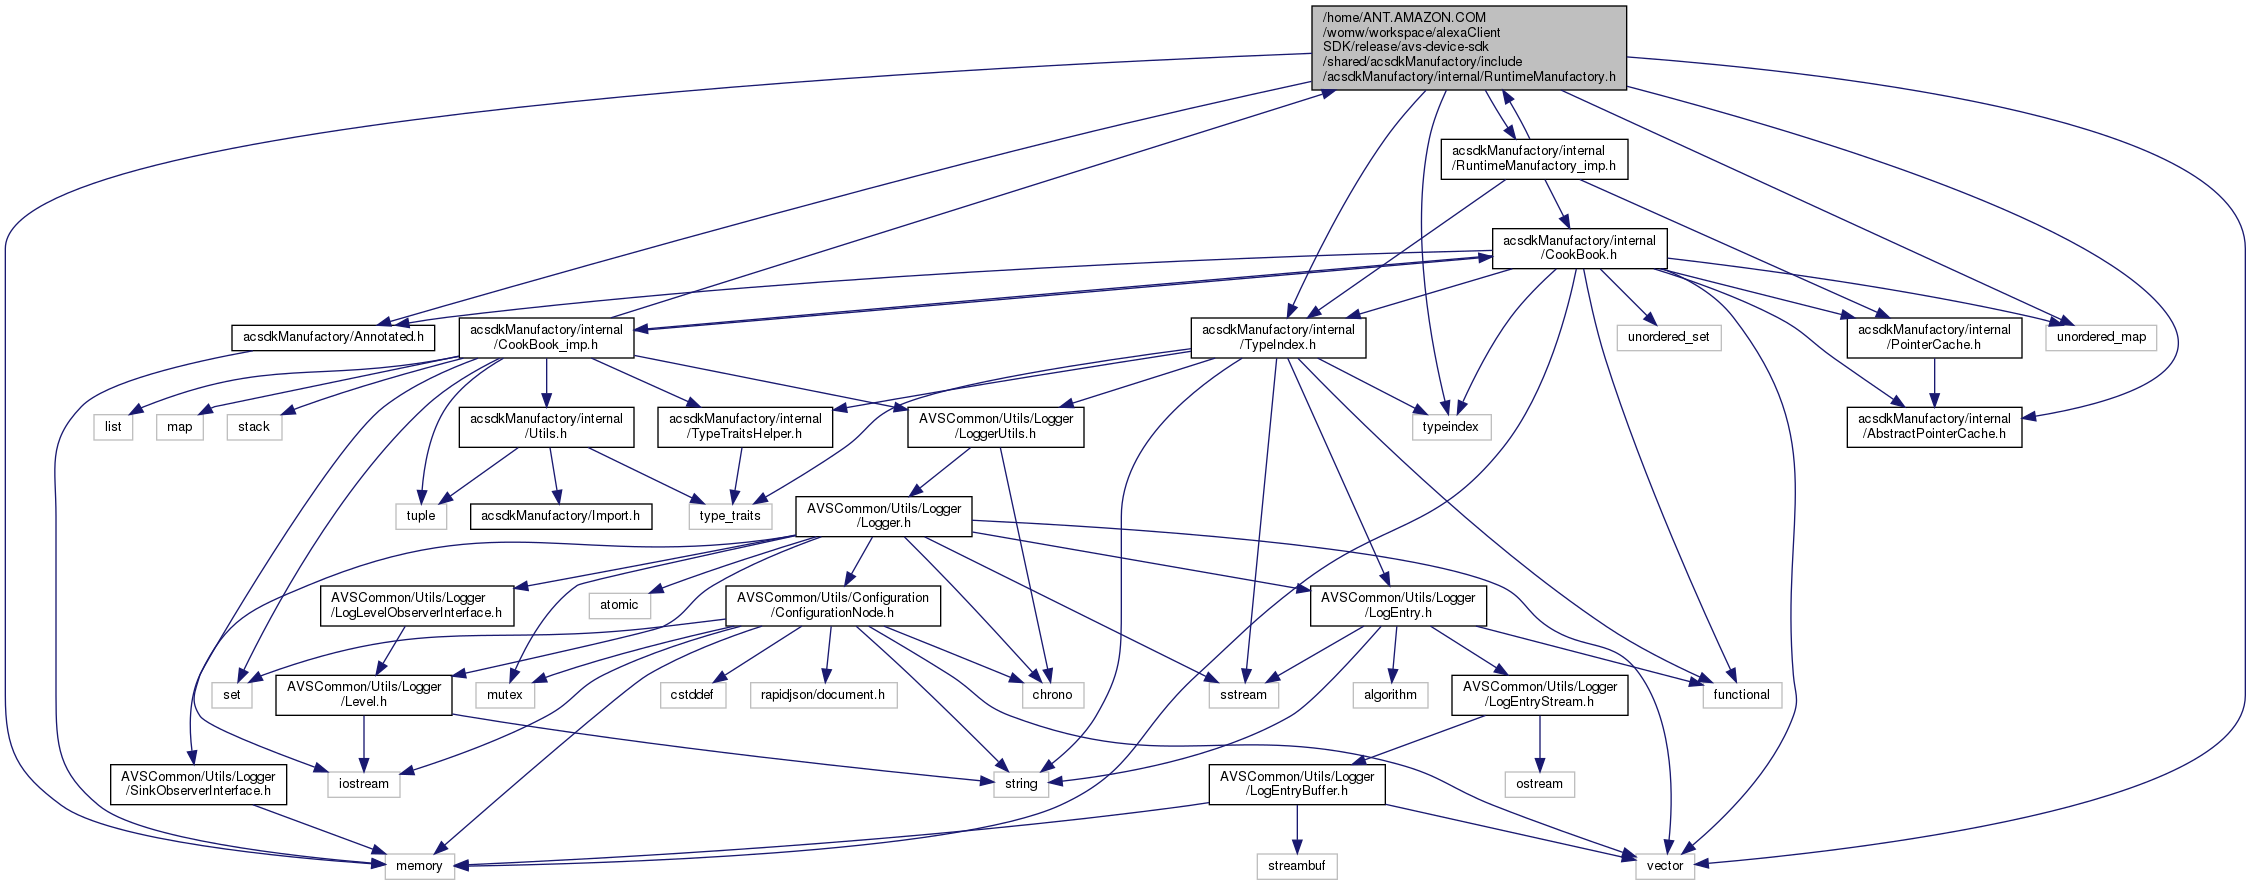 /home/ANT.AMAZON.COM
/womw/workspace/alexaClient
SDK/release/avs-device-sdk
/shared/acsdkManufactory/include
/acsdkManufactory/internal/RuntimeManufactory.h
acsdkManufactory/internal
/RuntimeManufactory_imp.h
acsdkManufactory/internal
/CookBook.h
acsdkManufactory/Annotated.h
acsdkManufactory/internal
/CookBook_imp.h
acsdkManufactory/internal
/TypeIndex.h
unordered_set
acsdkManufactory/internal
/PointerCache.h
unordered_map
list
map
stack
acsdkManufactory/internal
/Utils.h
acsdkManufactory/internal
/TypeTraitsHelper.h
AVSCommon/Utils/Logger
/LoggerUtils.h
typeindex
acsdkManufactory/internal
/AbstractPointerCache.h
tuple
acsdkManufactory/Import.h
type_traits
AVSCommon/Utils/Logger
/Logger.h
AVSCommon/Utils/Logger
/LogLevelObserverInterface.h
atomic
AVSCommon/Utils/Configuration
/ConfigurationNode.h
AVSCommon/Utils/Logger
/LogEntry.h
set
AVSCommon/Utils/Logger
/Level.h
mutex
cstddef
rapidjson/document.h
chrono
sstream
algorithm
AVSCommon/Utils/Logger
/LogEntryStream.h
functional
AVSCommon/Utils/Logger
/SinkObserverInterface.h
iostream
string
AVSCommon/Utils/Logger
/LogEntryBuffer.h
ostream
memory
streambuf
vector